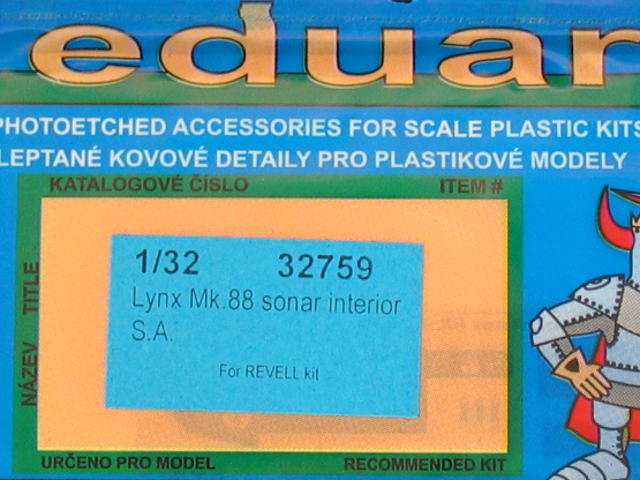 eduar
PHOTOETCHED ACCESSORIES FOR SCALE PLASTIC KITS
LEPTANÉ KOVOVÉ DETAILY PRO PLASTIKOVÉ MODELY
KATALOGOVÉ ČÍSLO ITEM #
NÁZEV TITLE
1/32 32759
Lynx Mk.88 sonar interior
S.A.
For REVELL kit
URČENO PRO MODEL RECOMMENDED KIT